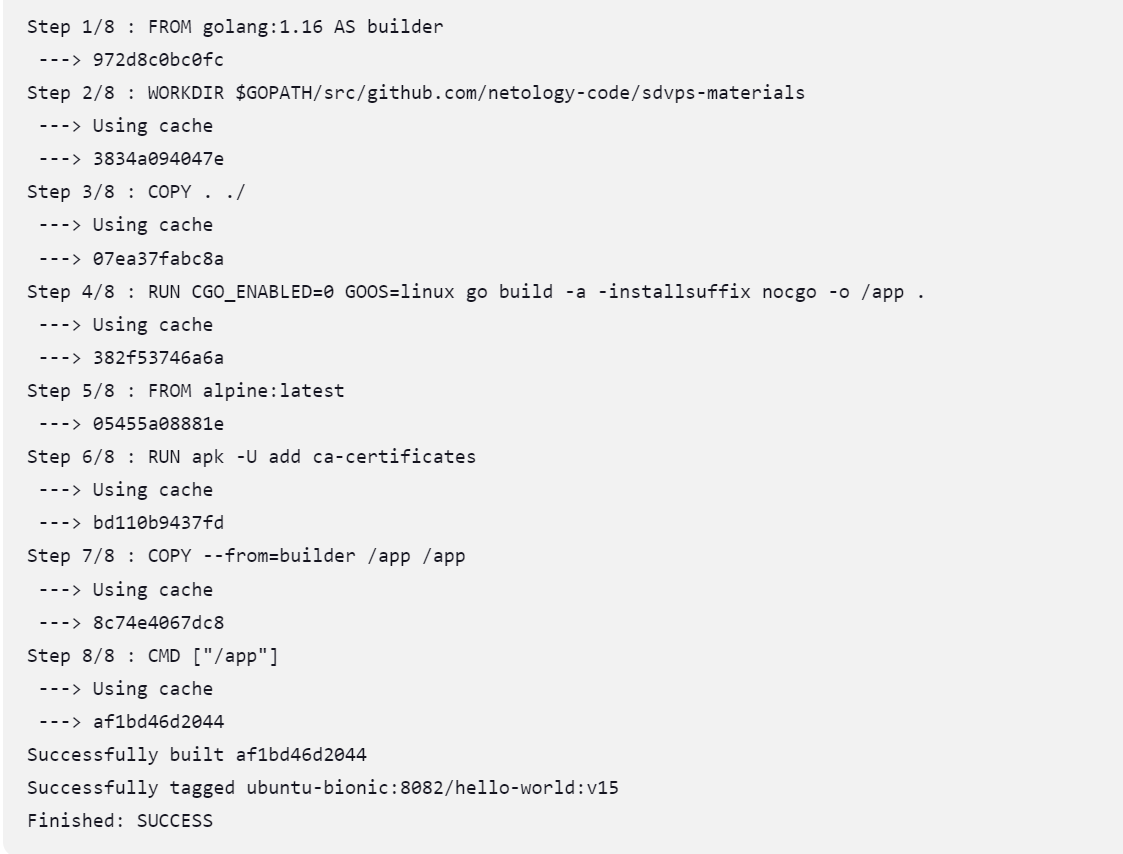 Step 1/8 : FROM golang:1.16 AS builder
---> 972d8c0bc0fc
Step 2/8 : WORKDIR $GOPATH/src/github.com/netology-code/sdvps-materials
---> Using cache
---> 3834a094047e
Step 3/8 : COPY . ./
---> Using cache
---> 07ea37fabc8a
Step 4/8 : RUN CGO_ENABLED=0 GOOS=linux go build -a -installsuffix nocgo -o /app .
---> Using cache
---> 382f53746a6a
Step 5/8 : FROM alpine:latest
---> 05455a08881e
Step 6/8 : RUN apk -U add ca-certificates
---> Using cache
---> bd110b9437fd
Step 7/8 : COPY --from=builder /app /app
---> Using cache
---> 8c74e4067dc8
Step 8/8 : CMD ["/app"]
---> Using cache
---> af1bd46d2044
Successfully built af1bd46d2044
Successfully tagged ubuntu-bionic:8082/hello-world:v15
Finished: SUCCESS